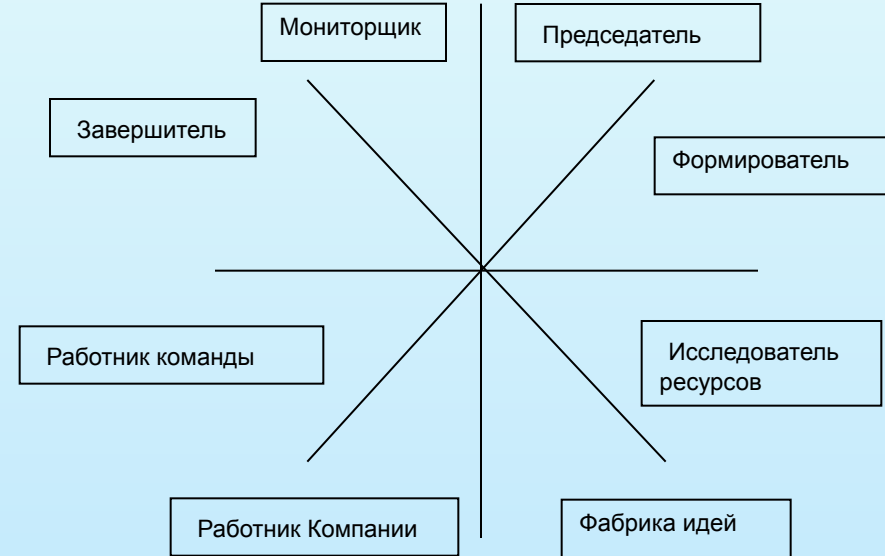 Мониторщик
Председатель
Завершитель
Формирователь
Работник команды
Исследователь
ресурсов
Работник Компании
Фабрика идей